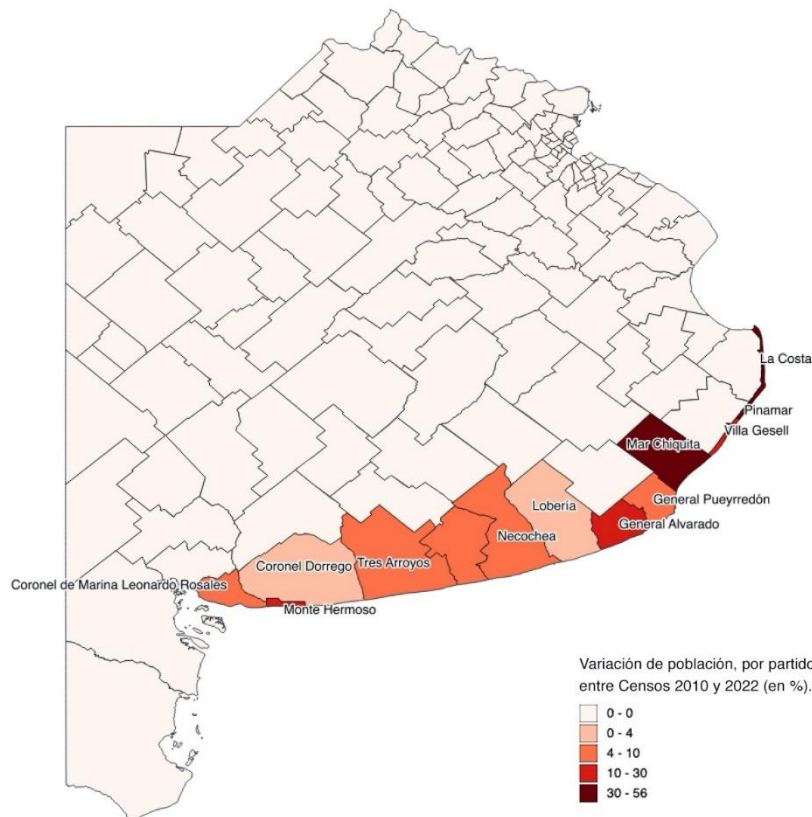 La Costa
Pinamar
Villa Gesell
Mar Chiquita
General Pueyrredón
Lobería
General Alvarado
Necochea
Coronel Dorrego
Tres Arroyos
Coronel de Marina Leonardo Rosales
Monte Hermoso
Variación de población, por partido
entre Censos 2010 y 2022 (en %).
0 - 0
0 - 4
4 - 10
10 - 30
30 - 56